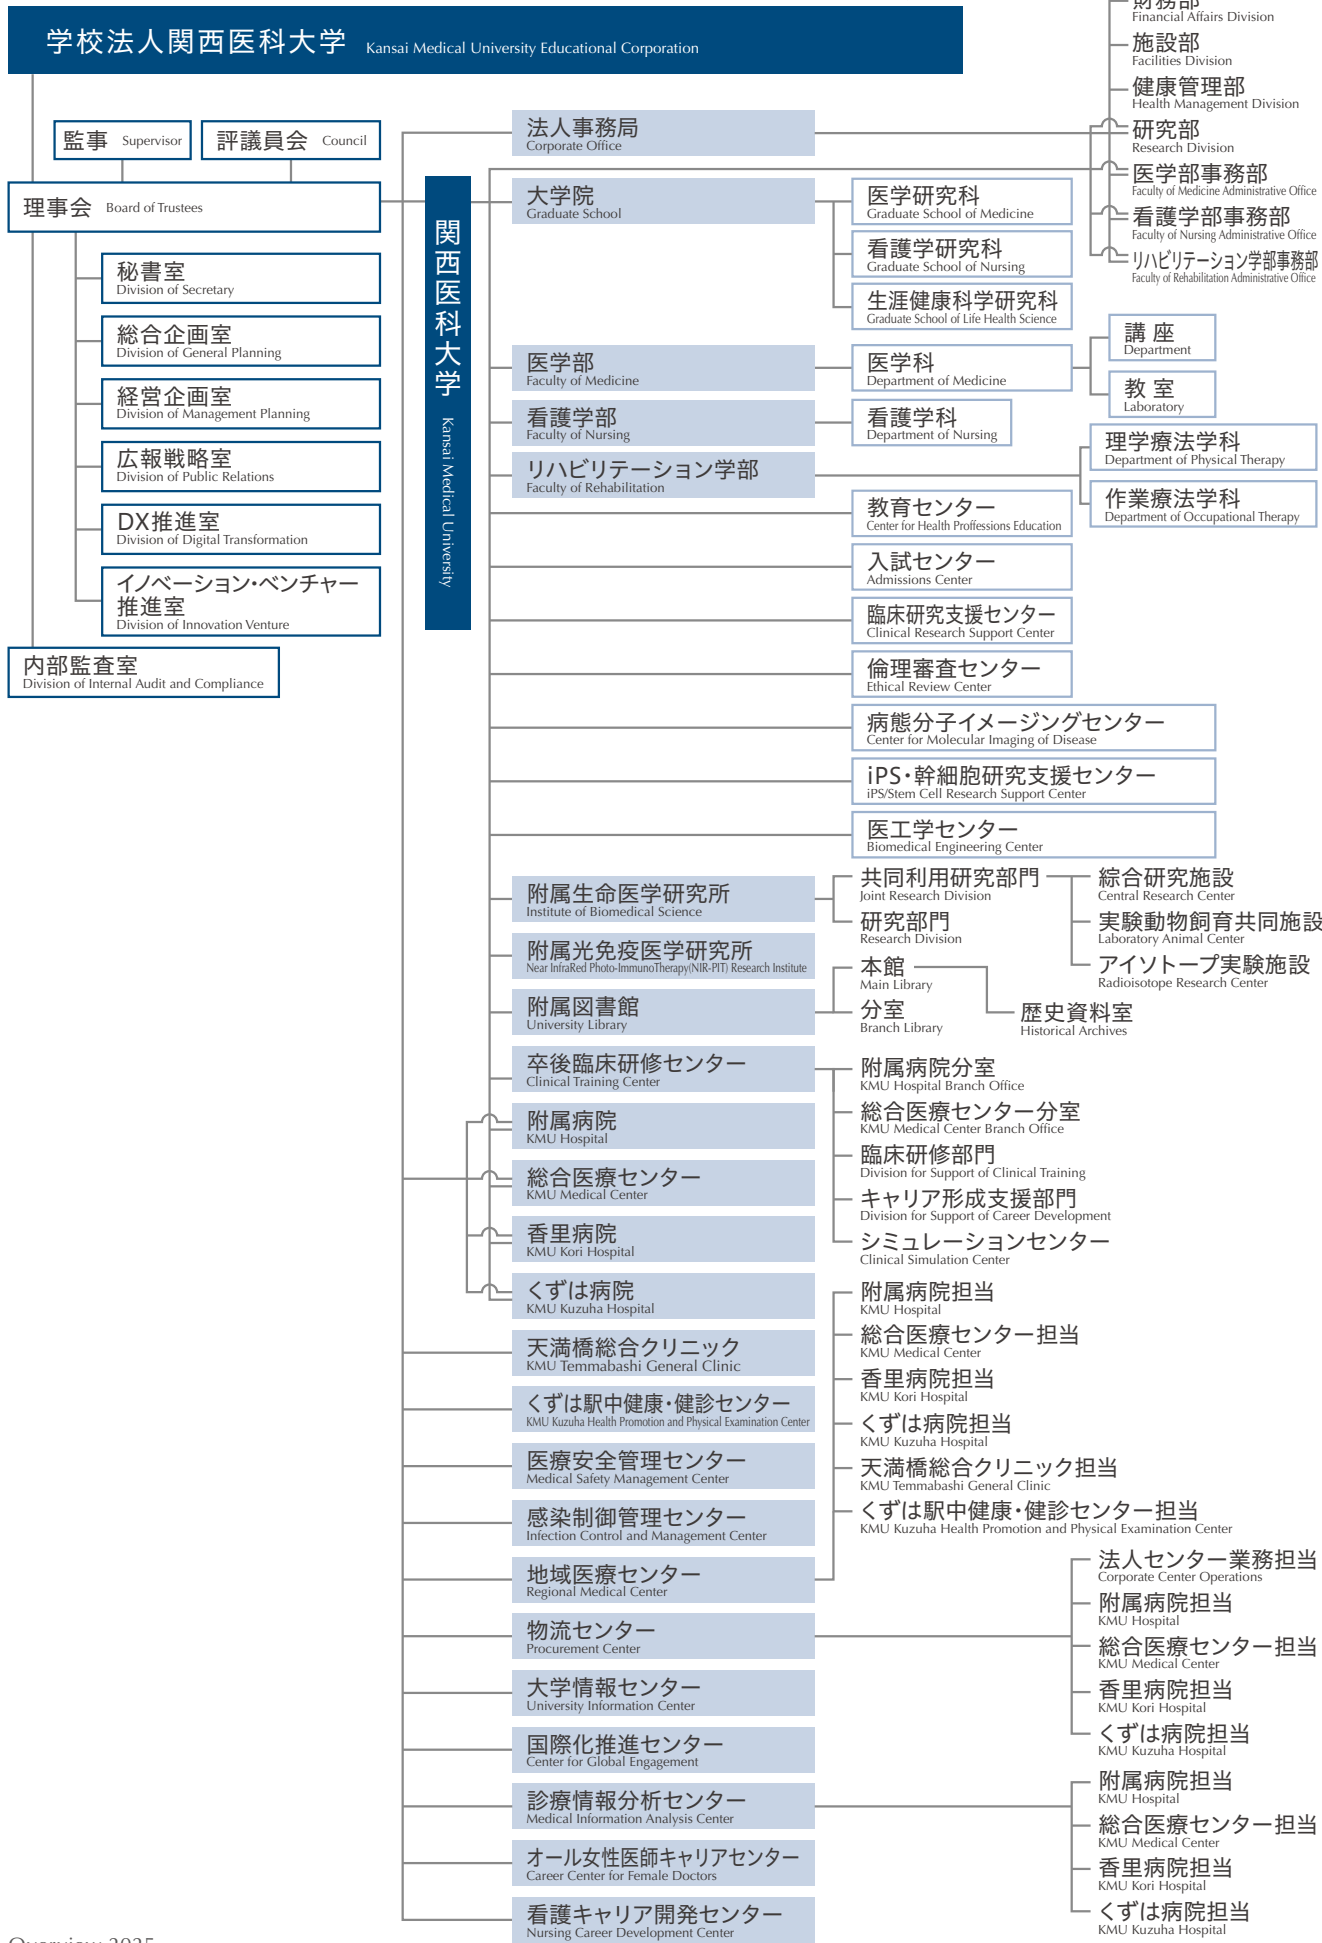 学校法人関西医科大学 Kansai Medical University Educational Corporation
監事 Supervisor
評議員会 Council
理事会 Board of Trustees
秘書室
Division of Secretary
総合企画室
Division of General Planning
経営企画室
Division of Management Planning
広報戦略室
Division of Public Relations
DX推進室
Division of Digital Transformation
イノベーション・ベンチャー
推進室
Division of Innovation Venture
内部監査室
Division of Internal Audit and Compliance
関西医科大学 Kansai Medical University
法人事務局
Corporate Office
財務部
Financial Affairs Division
施設部
Facilities Division
健康管理部
Health Management Division
研究部
Research Division
医学部事務部
Faculty of Medicine Administrative Office
看護学部事務部
Faculty of Nursing Administrative Office
リハビリテーション学部事務部
Faculty of Rehabilitation Administrative Office
大学院
Graduate School
医学研究科
Graduate School of Medicine
看護学研究科
Graduate School of Nursing
生涯健康科学研究科
Graduate School of Life Health Science
医学部
Faculty of Medicine
医学科
Department of Medicine
講 座
Department
教 室
Laboratory
看護学部
Faculty of Nursing
看護学科
Department of Nursing
リハビリテーション学部
Faculty of Rehabilitation
理学療法学科
Department of Physical Therapy
作業療法学科
Department of Occupational Therapy
教育センター
Center for Health Proffessions Education
入試センター
Admissions Center
臨床研究支援センター
Clinical Research Support Center
倫理審査センター
Ethical Review Center
病態分子イメージングセンター
Center for Molecular Imaging of Disease
iPS・幹細胞研究支援センター
iPS/Stem Cell Research Support Center
医工学センター
Biomedical Engineering Center
附属生命医学研究所
Institute of Biomedical Science
共同利用研究部門
Joint Research Division
研究部門
Research Division
綜合研究施設
Central Research Center
実験動物飼育共同施設
Laboratory Animal Center
アイソトープ実験施設
Radioisotope Research Center
附属光免疫医学研究所
Near InfraRed Photo-ImmunoTherapy(NIR-PIT) Research Institute
附属図書館
University Library
本館
Main Library
分室
Branch Library
歴史資料室
Historical Archives
卒後臨床研修センター
Clinical Training Center
附属病院分室
KMU Hospital Branch Office
総合医療センター分室
KMU Medical Center Branch Office
臨床研修部門
Division for Support of Clinical Training
キャリア形成支援部門
Division for Support of Career Development
シミュレーションセンター
Clinical Simulation Center
附属病院
KMU Hospital
総合医療センター
KMU Medical Center
香里病院
KMU Kori Hospital
くずは病院
KMU Kuzuha Hospital
天満橋総合クリニック
KMU Temmabashi General Clinic
くずは駅中健康・健診センター
KMU Kuzuha Health Promotion and Physical Examination Center
医療安全管理センター
Medical Safety Management Center
感染制御管理センター
Infection Control and Management Center
地域医療センター
Regional Medical Center
附属病院担当
KMU Hospital
総合医療センター担当
KMU Medical Center
香里病院担当
KMU Kori Hospital
くずは病院担当
KMU Kuzuha Hospital
天満橋総合クリニック担当
KMU Temmabashi General Clinic
くずは駅中健康・健診センター担当
KMU Kuzuha Health Promotion and Physical Examination Center
物流センター
Procurement Center
法人センター業務担当
Corporate Center Operations
附属病院担当
KMU Hospital
総合医療センター担当
KMU Medical Center
香里病院担当
KMU Kori Hospital
くずは病院担当
KMU Kuzuha Hospital
大学情報センター
University Information Center
国際化推進センター
Center for Global Engagement
診療情報分析センター
Medical Information Analysis Center
附属病院担当
KMU Hospital
総合医療センター担当
KMU Medical Center
香里病院担当
KMU Kori Hospital
くずは病院担当
KMU Kuzuha Hospital
オール女性医師キャリアセンター
Career Center for Female Doctors
看護キャリア開発センター
Nursing Career Development Center
Overview 2025